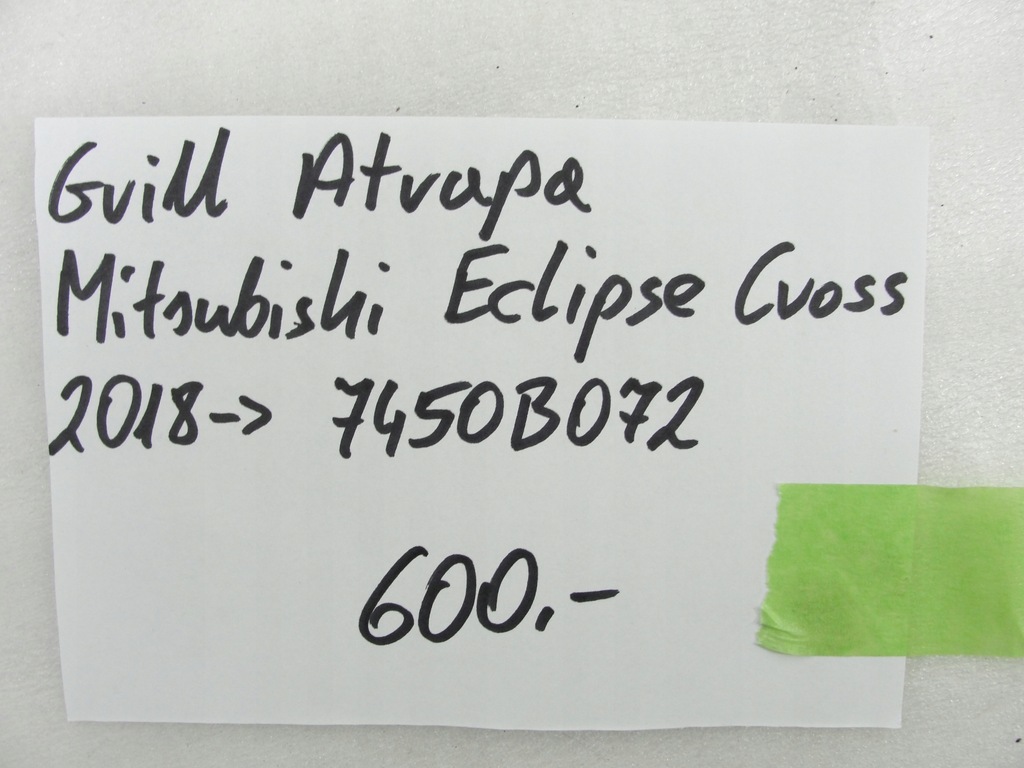 Grill Atrapa
Mitsubishi Eclipse Cross
2018-> 7450B072
600.-